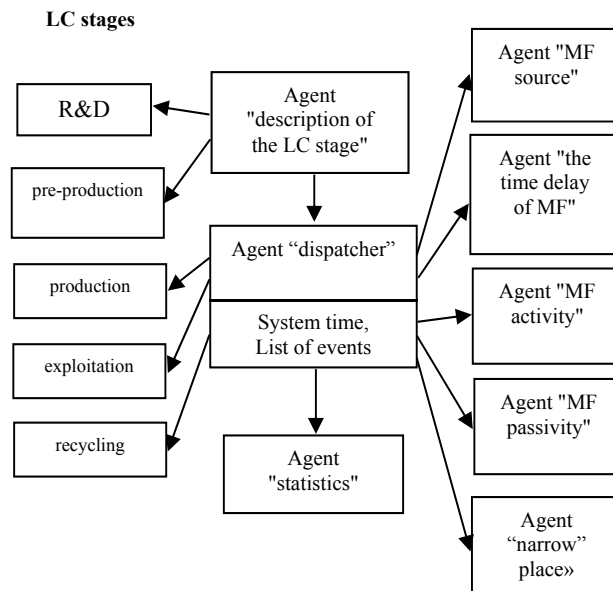 LC stages
R&D
pre-production
production
exploitation
recycling
Agent
"description of
the LC stage"
Agent “dispatcher”
System time,
List of events
Agent
"statistics"
Agent "MF
source"
Agent "the
time delay
of MF"
Agent "MF
activity"
Agent "MF
passivity"
Agent
“narrow”
place»